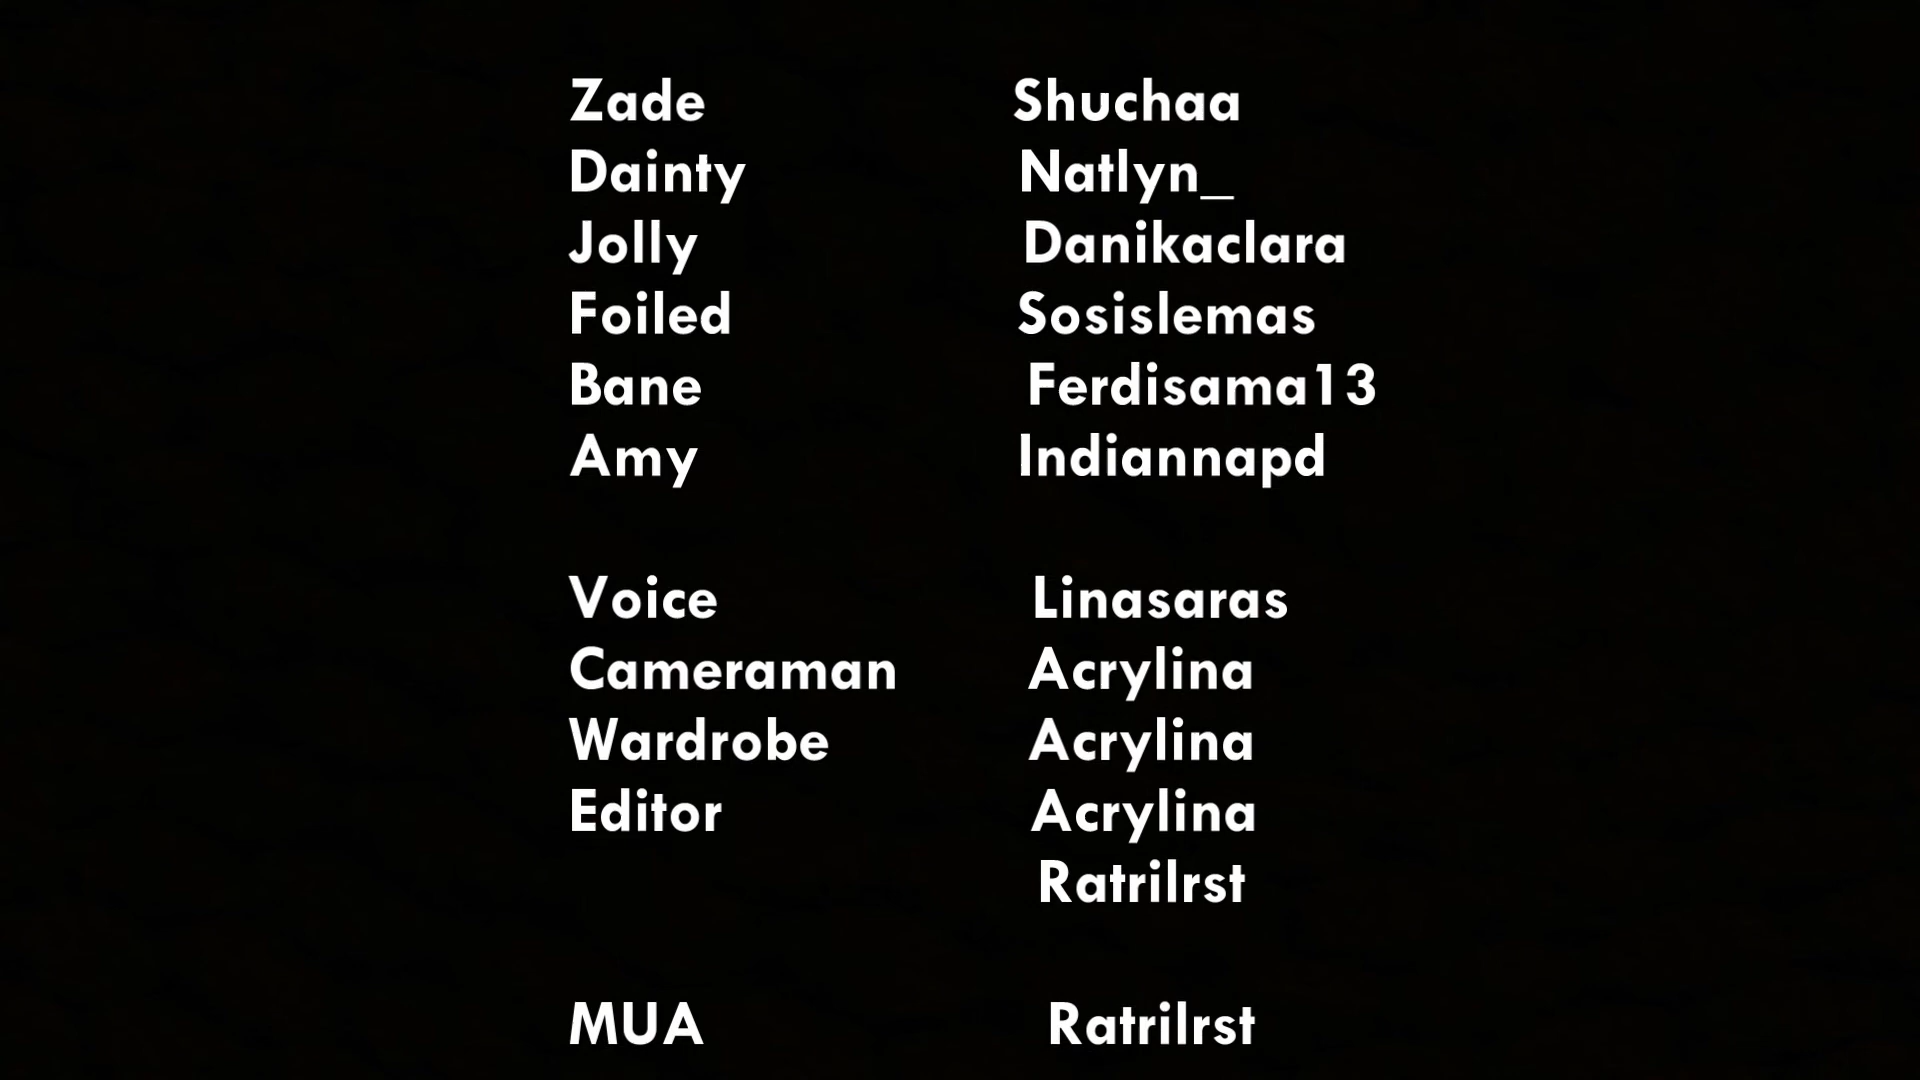 Zade Shuchaa
Dainty Natlyn_
Jolly Danikaclara
Foiled Sosislemas
Bane Ferdisama13
Amy Indiannapd
Voice Linasaras
Cameraman Acrylina
Wardrobe Acrylina
Editor Acrylina
Ratrilrst
MUA Ratrilrst